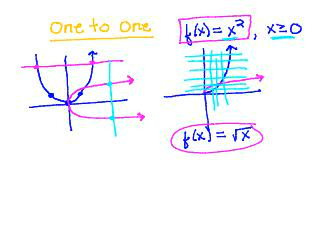 One to One
f(x) = x², x ≥ 0
f(x) = √x